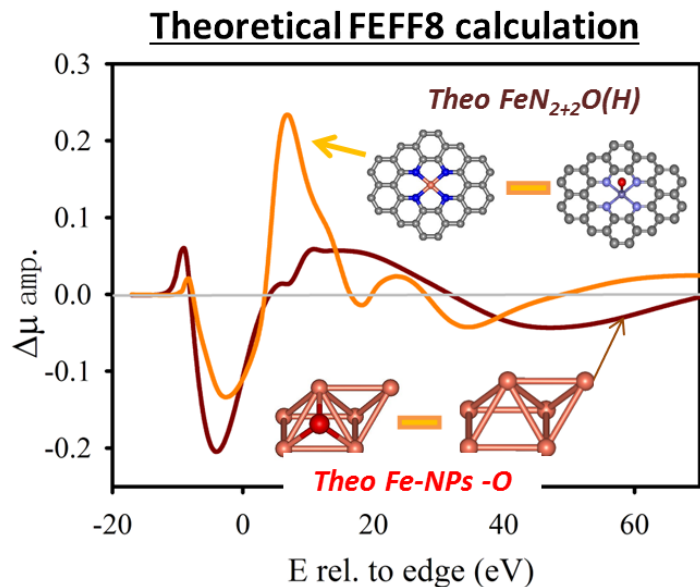 Theoretical FEFF8 calculation
0.3
0.2
0.1
0.0
-0.1
-0.2
Δμ amp.
Theo FeN₂₊₂O(H)
Theo Fe-NPs -O
-20 0 20 40 60
E rel. to edge (eV)